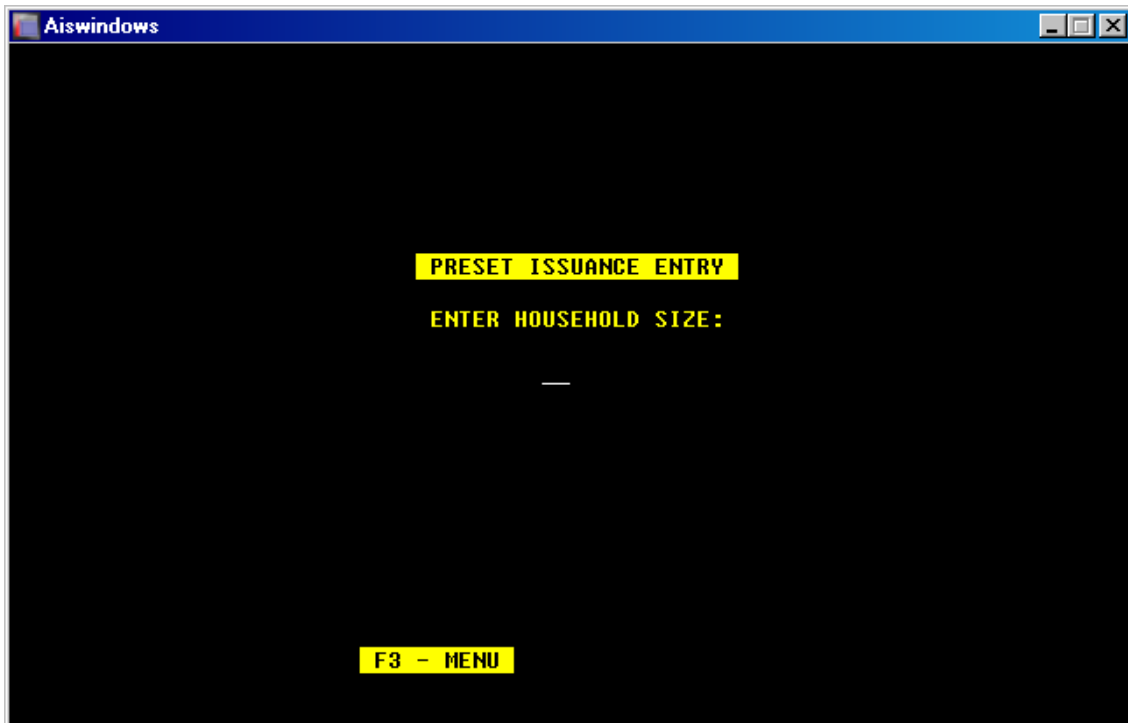 Aiswindows
PRESET ISSUANCE ENTRY
ENTER HOUSEHOLD SIZE:
F3 - MENU